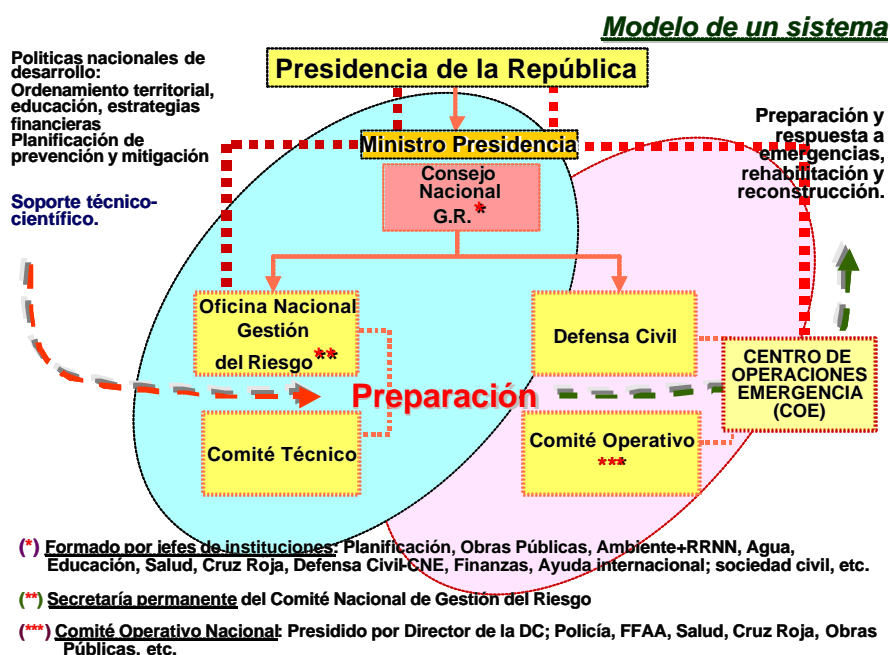 Modelo de un sistema
Politicas nacionales de
desarrollo:
Ordenamiento territorial,
educación, estrategias
financieras
Planificación de
prevención y mitigación
Soporte técnico-
científico.
Presidencia de la República
Ministro Presidencia
Consejo
Nacional
G.R.*
Preparación y
respuesta a
emergencias,
rehabilitación y
reconstrucción.
Oficina Nacional
Gestión
del Riesgo**
Defensa Civil
CENTRO DE
OPERACIONES
EMERGENCIA
(COE)
Preparación
Comité Técnico
Comité Operativo
***
(*) Formado por jefes de instituciones: Planificación, Obras Públicas, Ambiente+RRNN, Agua,
Educación, Salud, Cruz Roja, Defensa Civil-CNE, Finanzas, Ayuda internacional; sociedad civil, etc.
(**) Secretaría permanente del Comité Nacional de Gestión del Riesgo
(***) Comité Operativo Nacional: Presidido por Director de la DC; Policía, FFAA, Salud, Cruz Roja, Obras
Públicas, etc.